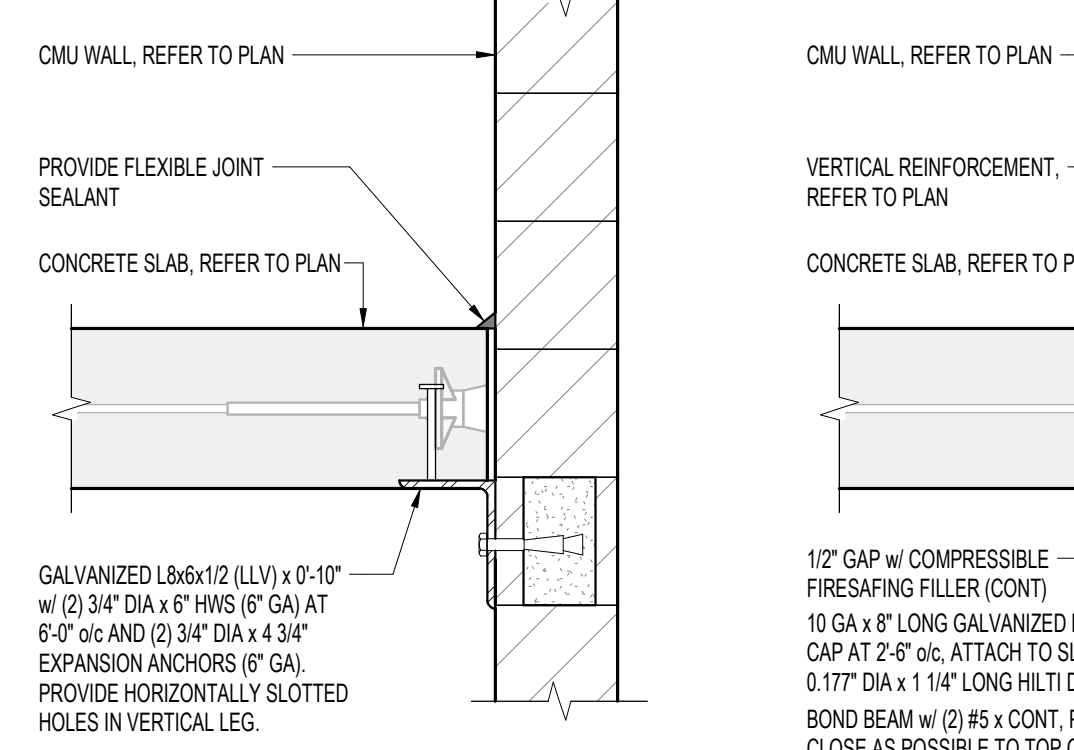 CMU WALL, REFER TO PLAN
PROVIDE FLEXIBLE JOINT
SEALANT
CONCRETE SLAB, REFER TO PLAN
GALVANIZED L8x6x1/2 (LLV) x 0'-10"
w/ (2) 3/4" DIA x 6" HWS (6" GA) AT
6'-0" o/c AND (2) 3/4" DIA x 4 3/4"
EXPANSION ANCHORS (6" GA).
PROVIDE HORIZONTALLY SLOTTED
HOLES IN VERTICAL LEG.
CMU WALL, REFER TO PLAN
VERTICAL REINFORCEMENT,
REFER TO PLAN
CONCRETE SLAB, REFER TO
1/2" GAP w/ COMPRESSIBLE
FIRESAFING FILLER (CONT)
10 GA x 8" LONG GALVANIZED
CAP AT 2'-6" o/c, ATTACH TO
0.177" DIA x 1 1/4" LONG HILTI
BOND BEAM w/ (2) #5 x CONT,
CLOSE AS POSSIBLE TO TOP